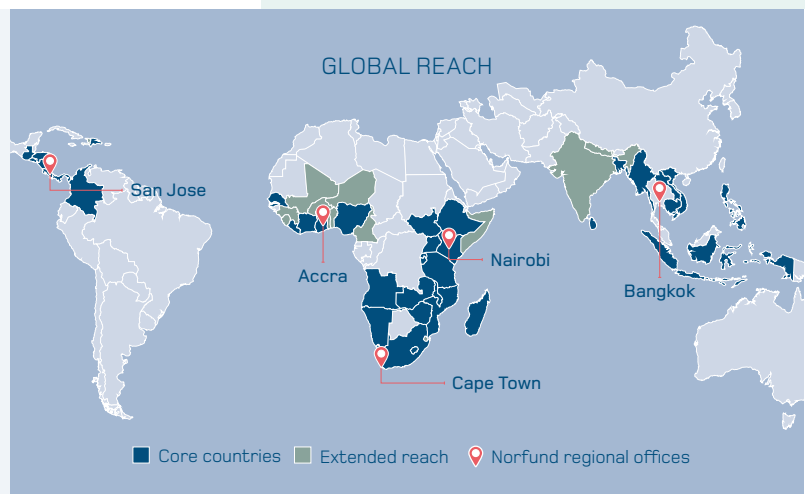 GLOBAL REACH
San Jose
Accra
Nairobi
Bangkok
Cape Town
Core countries
Extended reach
Norfund regional offices